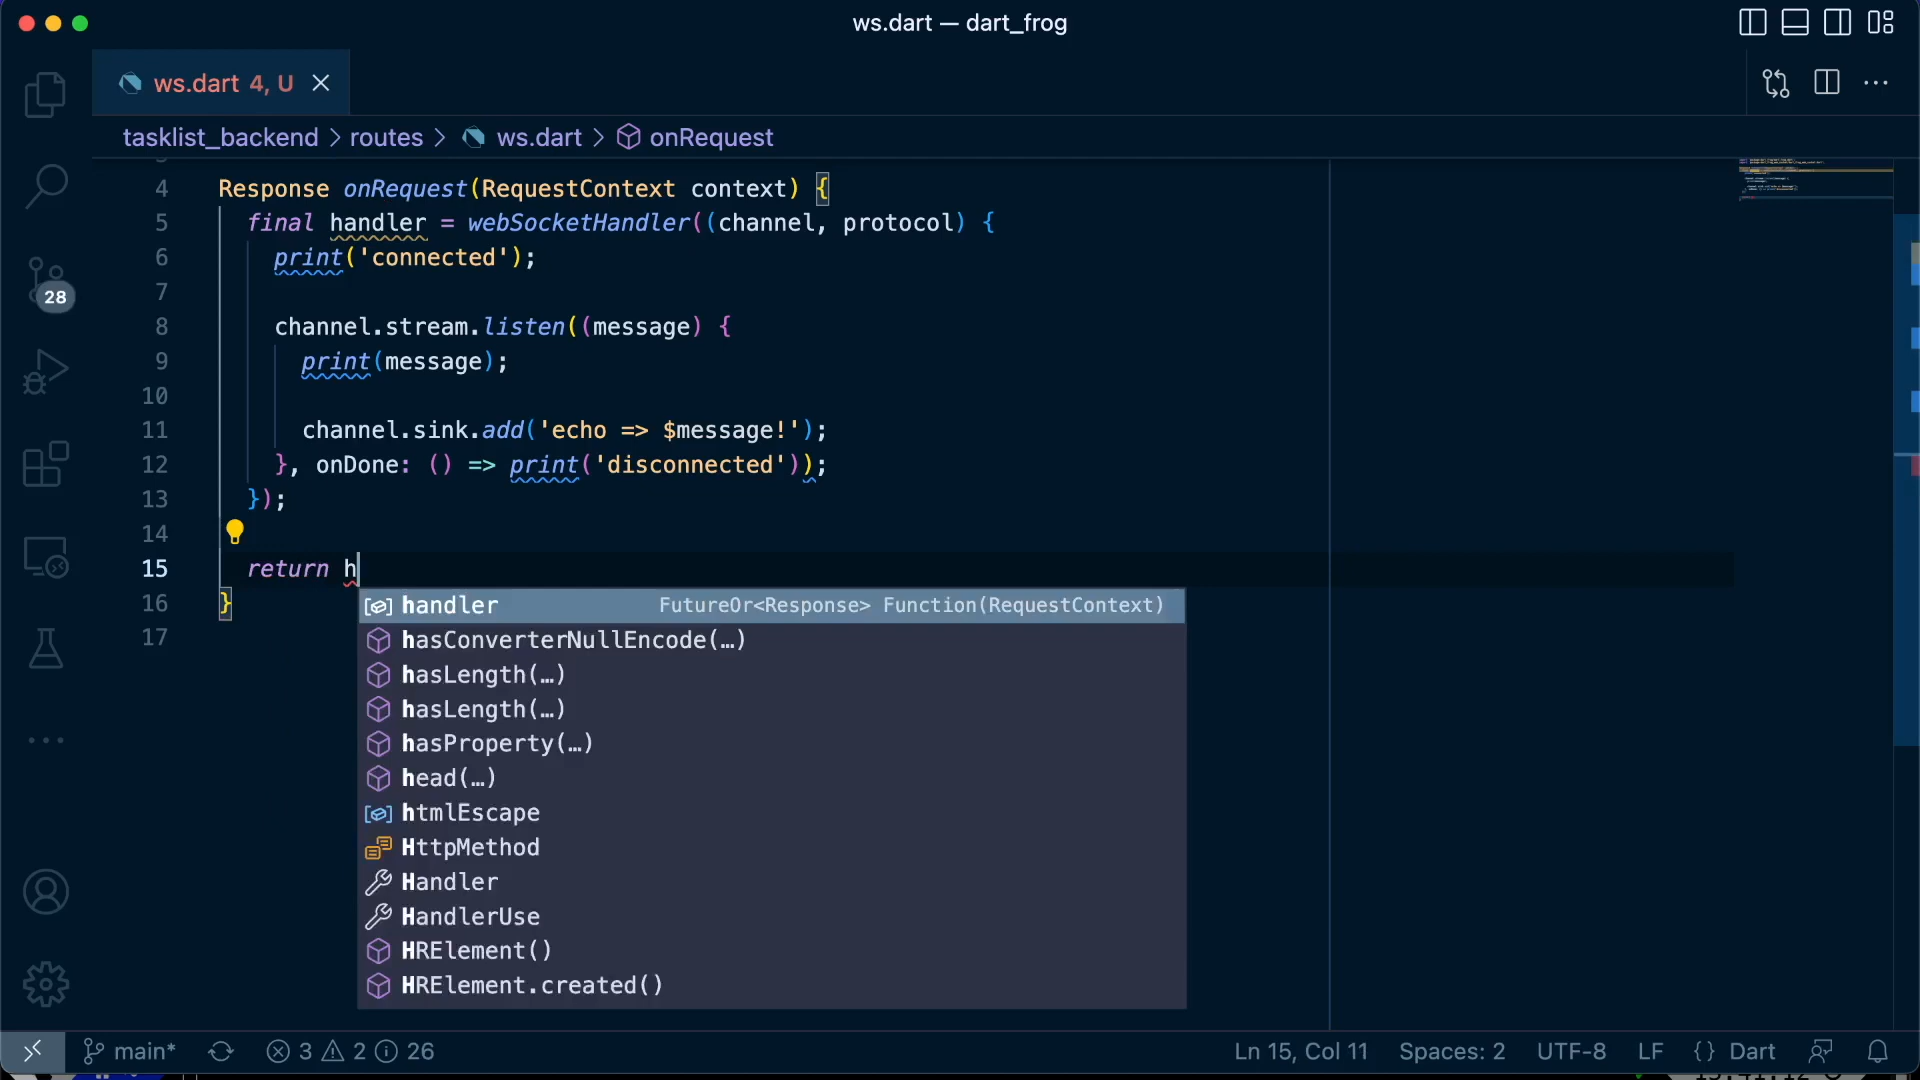 ws.dart — dart_frog
ws.dart 4, U
tasklist_backend > routes > ws.dart > onRequest
4 Response onRequest(RequestContext context) {
5 final handler = webSocketHandler((channel, protocol) {
6 print('connected');
7
8 channel.stream.listen((message) {
9 print(message);
10
11 channel.sink.add('echo => $message!');
12 }, onDone: () => print('disconnected'));
13 });
14
15 return h
16 }
17
handler FutureOr<Response> Function(RequestContext)
hasConverterNullEncode(…)
hasLength(…)
hasLength(…)
hasProperty(…)
head(…)
htmlEscape
HttpMethod
Handler
HandlerUse
HRElement()
HRElement.created()
28
main* 3 2 26 Ln 15, Col 11 Spaces: 2 UTF-8 LF {} Dart